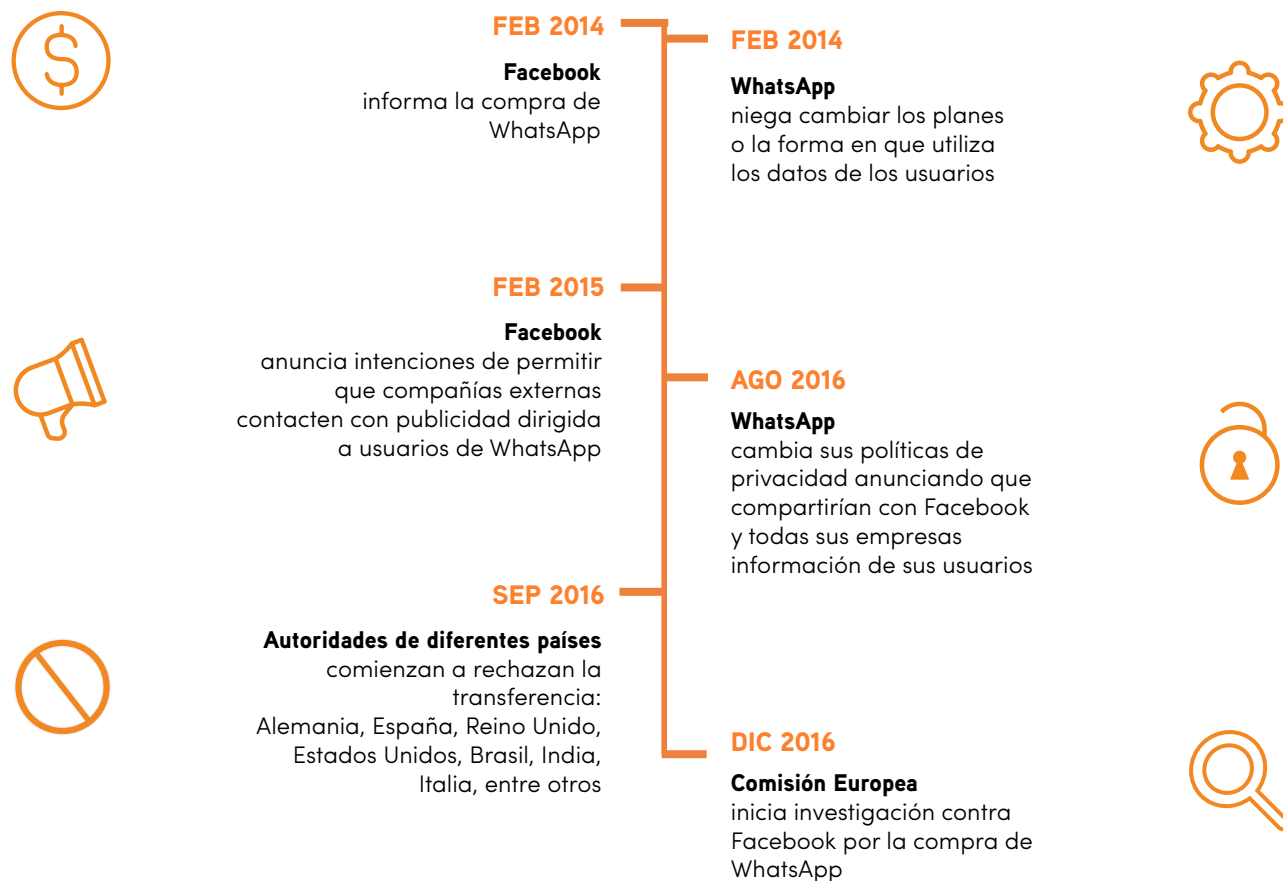 FEB 2014
Facebook
informa la compra de
WhatsApp
FEB 2014
WhatsApp
niega cambiar los planes
o la forma en que utiliza
los datos de los usuarios
FEB 2015
Facebook
anuncia intenciones de permitir
que compañías externas
contacten con publicidad dirigida
a usuarios de WhatsApp
AGO 2016
WhatsApp
cambia sus políticas de
privacidad anunciando que
compartirían con Facebook
y todas sus empresas
información de sus usuarios
SEP 2016
Autoridades de diferentes países
comienzan a rechazan la
transferencia:
Alemania, España, Reino Unido,
Estados Unidos, Brasil, India,
Italia, entre otros
DIC 2016
Comisión Europea
inicia investigación contra
Facebook por la compra de
WhatsApp